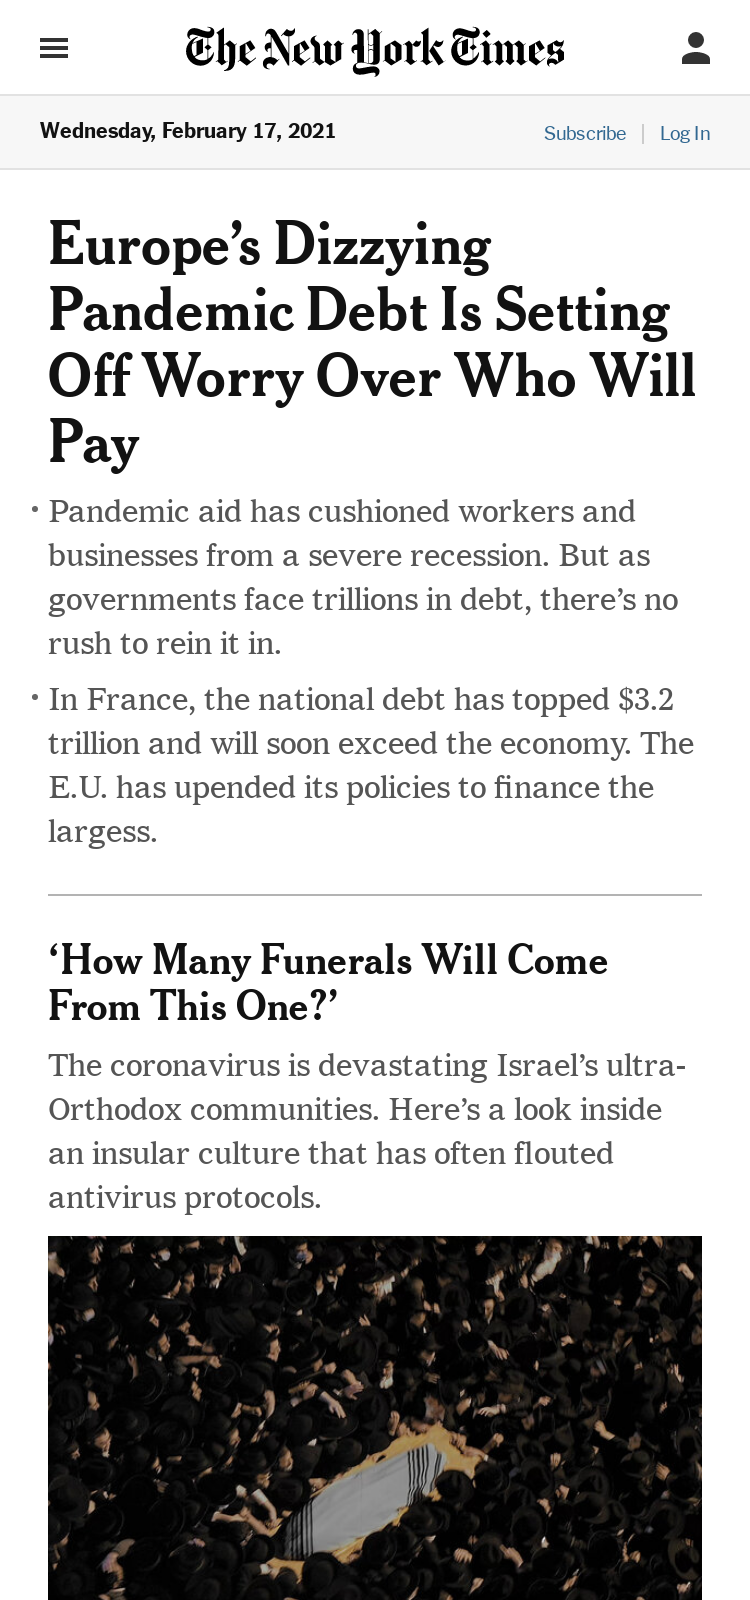 The New York Times
Wednesday, February 17, 2021
Subscribe | Log In
Europe’s Dizzying
Pandemic Debt Is Setting
Off Worry Over Who Will
Pay
• Pandemic aid has cushioned workers and
businesses from a severe recession. But as
governments face trillions in debt, there’s no
rush to rein it in.
• In France, the national debt has topped $3.2
trillion and will soon exceed the economy. The
E.U. has upended its policies to finance the
largess.
‘How Many Funerals Will Come
From This One?’
The coronavirus is devastating Israel’s ultra-
Orthodox communities. Here’s a look inside
an insular culture that has often flouted
antivirus protocols.